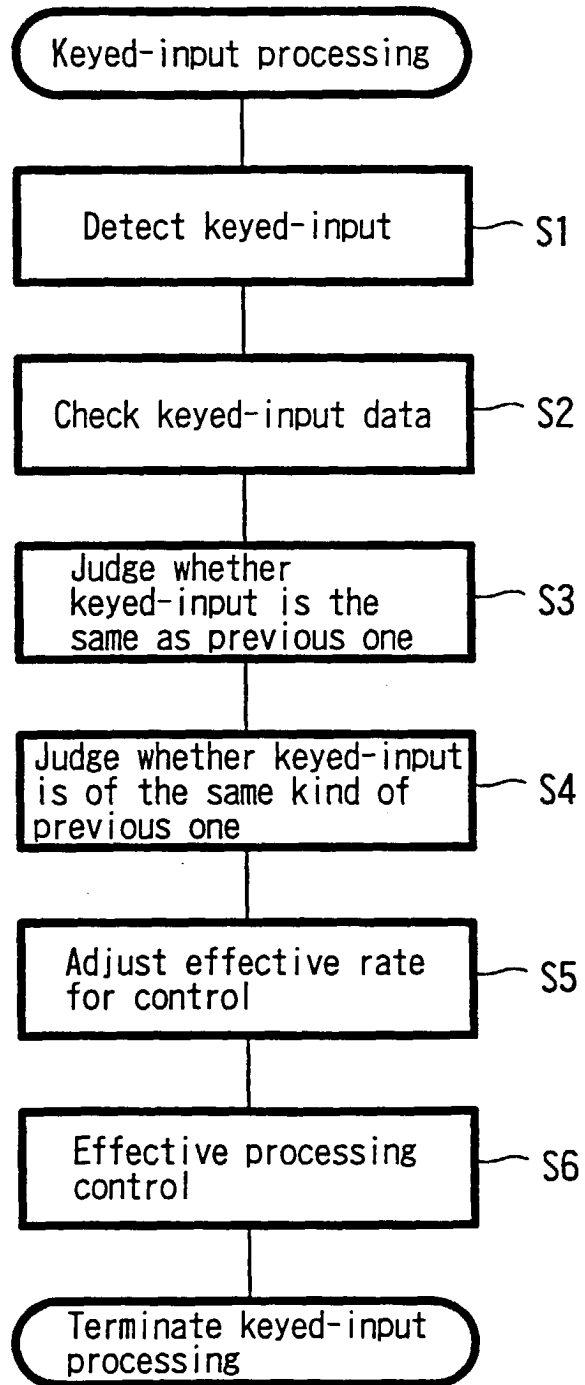 Keyed-input processing
Detect keyed-input
S1
Check keyed-input data
S2
Judge whether
keyed-input is the
same as previous one
S3
Judge whether keyed-input
is of the same kind of
previous one
S4
Adjust effective rate
for control
S5
Effective processing
control
S6
Terminate keyed-input
processing